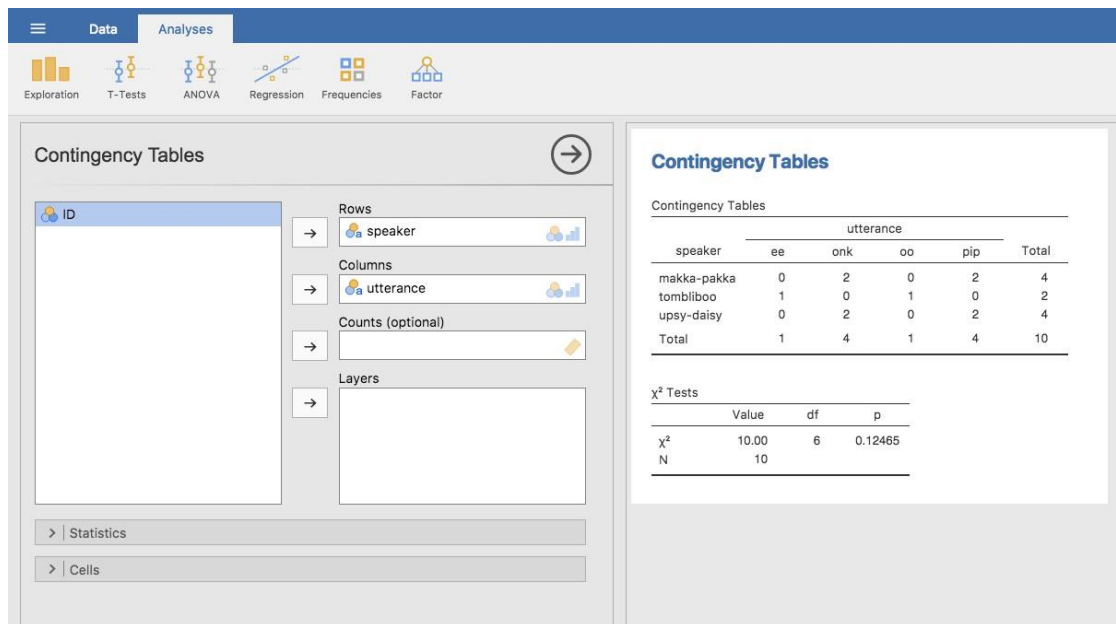 Data Analyses
Exploration T-Tests ANOVA Regression Frequencies Factor
Contingency Tables
ID
Rows
a speaker
Columns
a utterance
Counts (optional)
Layers
Statistics
Cells
Contingency Tables
Contingency Tables
utterance
speaker ee onk oo pip Total
makka-pakka 0 2 0 2 4
tombliboo 1 0 1 0 2
upsy-daisy 0 2 0 2 4
Total 1 4 1 4 10
χ² Tests
Value df p
χ² 10.00 6 0.12465
N 10